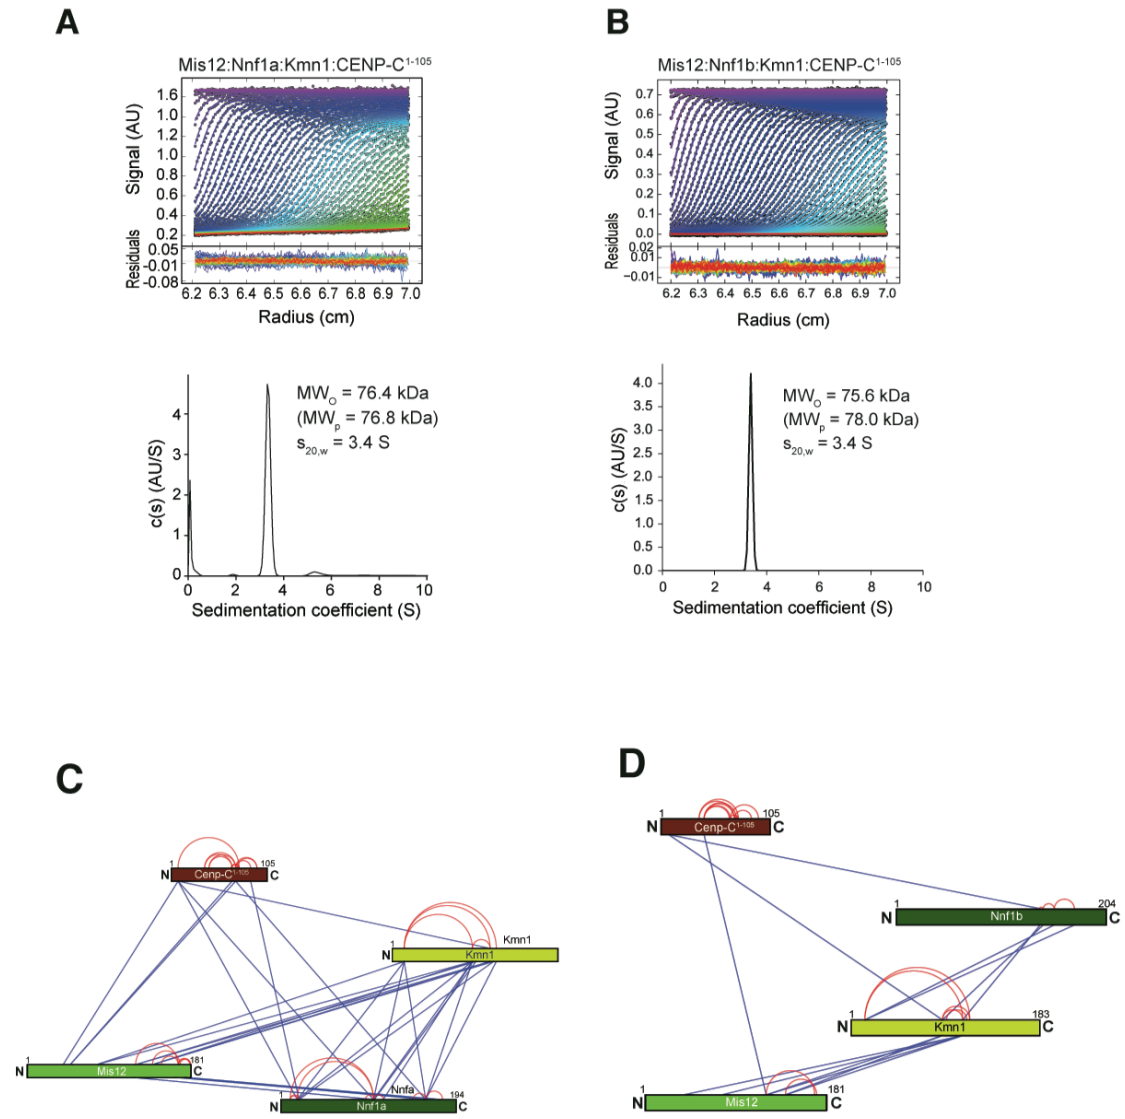 A
Mis12:Nnf1a:Kmn1:CENP-C1-105
Signal (AU)
1.6
1.0
1.2
1.0
0.8
0.6
0.4
0.2
Residuals
0.05
-0.01
-0.08
6.2 6.3 6.4 6.5 6.6 6.7 6.8 6.9 7.0
Radius (cm)
c(s) (AU/S)
4
3
2
1
0
MWO = 76.4 kDa
(MWp = 76.8 kDa)
s20,w = 3.4 S
0 2 4 6 8 10
Sedimentation coefficient (S)
B
Mis12:Nnf1b:Kmn1:CENP-C1-105
Signal (AU)
0.7
0.6
0.5
0.4
0.3
0.2
0.1
0.0
Residuals
0.02
0.01
-0.01
6.2 6.3 6.4 6.5 6.6 6.7 6.8 6.9 7.0
Radius (cm)
c(s) (AU/S)
4.0
3.5
3.0
2.5
2.0
1.5
1.0
0.5
0.0
MWO = 75.6 kDa
(MWp = 78.0 kDa)
s20,w = 3.4 S
0 2 4 6 8 10
Sedimentation coefficient (S)
C
1 105
N Cenp-C1-105 C
1 Kmn1
N Kmn1
1 181
N Mis12 C
1 Nnfa 194
N Nnf1a C
D
1 105
N Cenp-C1-105 C
1 204
N Nnf1b C
1 183
N Kmn1 C
1 181
N Mis12 C